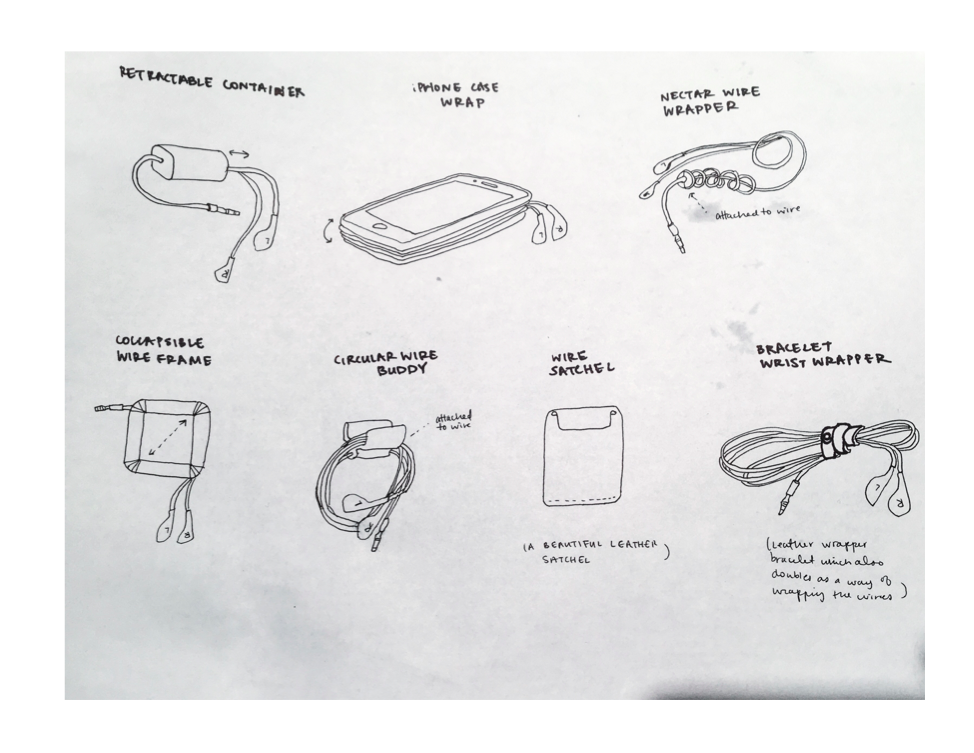 RETRACTABLE CONTAINER
iPHONE CASE
WRAP
NECTAR WIRE
WRAPPER
attached to wire
L
R
L
R
COLLAPSIBLE
WIRE FRAME
CIRCULAR WIRE
BUDDY
WIRE
SATCHEL
BRACELET
WRIST WRAPPER
attached
to wire
L
R
L
R
L
R
(A BEAUTIFUL LEATHER
SATCHEL)
(Leather wrapper
bracelet which also
doubles as a way of
wrapping the wires)